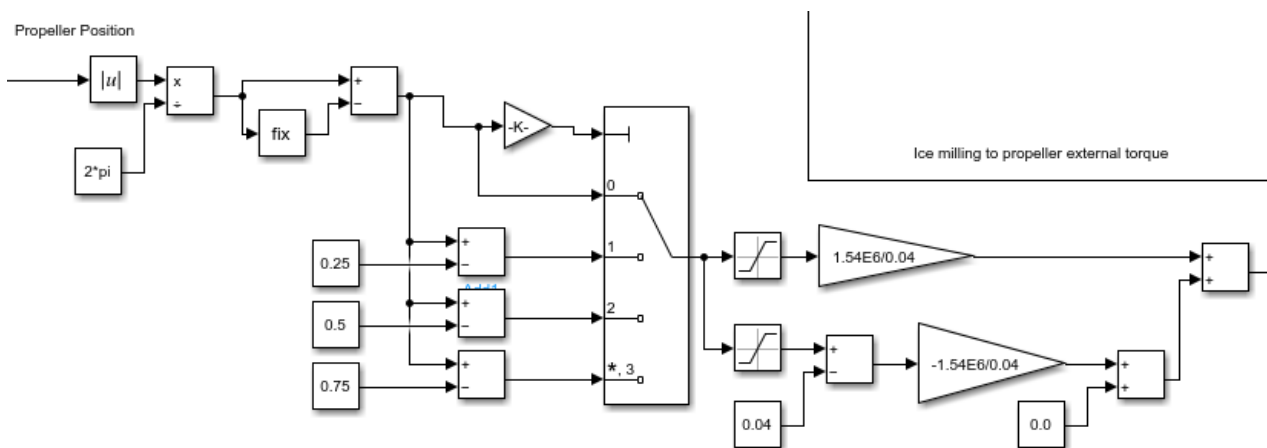 Propeller Position
|u|
x
÷
2*pi
fix
+
−
-K-
0
1
2
*, 3
0.25
+
−
Add1
0.5
+
−
0.75
+
−
Ice milling to propeller external torque
1.54E6/0.04
+
+
+
−
0.04
-1.54E6/0.04
+
+
0.0